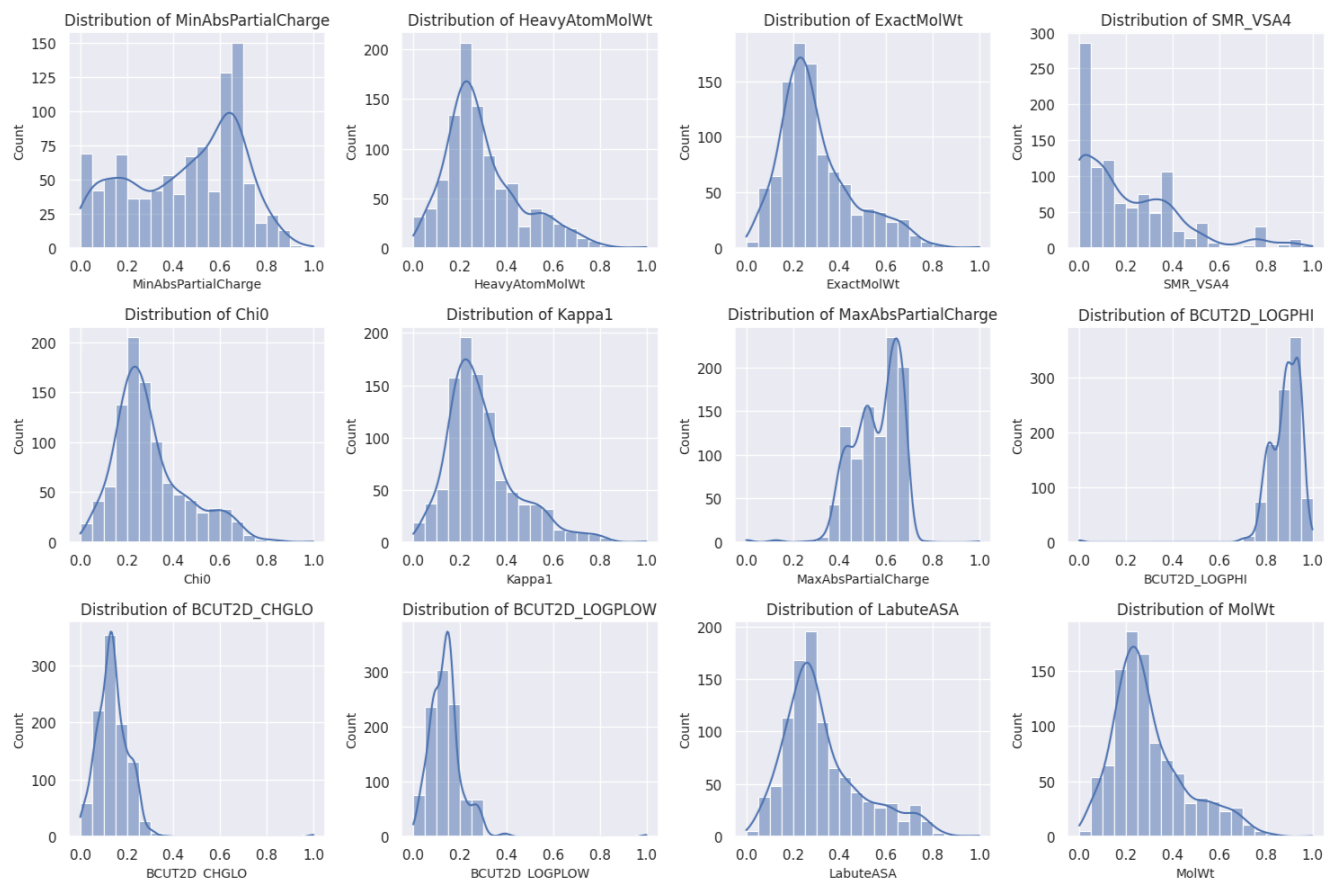 Distribution of MinAbsPartialCharge
150
125
100
75
50
25
0
Count
0.0 0.2 0.4 0.6 0.8 1.0
MinAbsPartialCharge
Distribution of HeavyAtomMolWt
200
150
100
50
0
Count
0.0 0.2 0.4 0.6 0.8 1.0
HeavyAtomMolWt
Distribution of ExactMolWt
150
100
50
0
Count
0.0 0.2 0.4 0.6 0.8 1.0
ExactMolWt
Distribution of SMR_VSA4
300
250
200
150
100
50
0
Count
0.0 0.2 0.4 0.6 0.8 1.0
SMR_VSA4
Distribution of Chi0
200
150
100
50
0
Count
0.0 0.2 0.4 0.6 0.8 1.0
Chi0
Distribution of Kappa1
200
150
100
50
0
Count
0.0 0.2 0.4 0.6 0.8 1.0
Kappa1
Distribution of MaxAbsPartialCharge
200
150
100
50
0
Count
0.0 0.2 0.4 0.6 0.8 1.0
MaxAbsPartialCharge
Distribution of BCUT2D_LOGPHI
300
200
100
0
Count
0.0 0.2 0.4 0.6 0.8 1.0
BCUT2D_LOGPHI
Distribution of BCUT2D_CHGLO
300
200
100
0
Count
0.0 0.2 0.4 0.6 0.8 1.0
BCUT2D_CHGLO
Distribution of BCUT2D_LOGPLOW
300
200
100
0
Count
0.0 0.2 0.4 0.6 0.8 1.0
BCUT2D_LOGPLOW
Distribution of LabuteASA
200
150
100
50
0
Count
0.0 0.2 0.4 0.6 0.8 1.0
LabuteASA
Distribution of MolWt
150
100
50
0
Count
0.0 0.2 0.4 0.6 0.8 1.0
MolWt